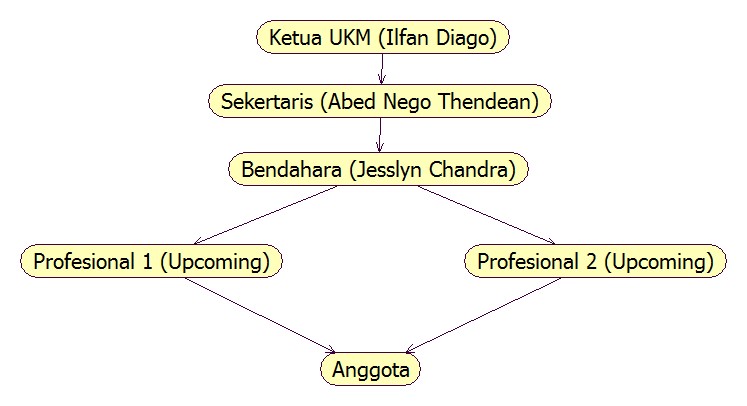 Ketua UKM (Ilfan Diago)
Sekertaris (Abed Nego Thendean)
Bendahara (Jesslyn Chandra)
Profesional 1 (Upcoming)
Profesional 2 (Upcoming)
Anggota